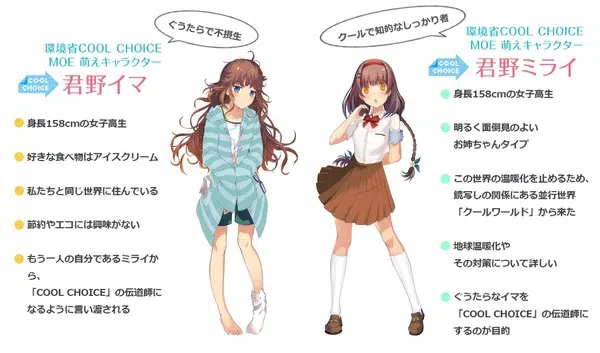 ぐうたらで不摂生
環境省COOL CHOICE
MOE 萌えキャラクター
COOL CHOICE
君野イマ
身長158cmの女子高生
好きな食べ物はアイスクリーム
私たちと同じ世界に住んでいる
節約やエコには興味がない
もう一人の自分であるミライから、
「COOL CHOICE」の伝道師に
なるように言い渡される
クールで知的なしっかり者
環境省COOL CHOICE
MOE 萌えキャラクター
COOL CHOICE
君野ミライ
身長158cmの女子高生
明るく面倒見のよい
お姉ちゃんタイプ
この世界の温暖化を止めるため、
鏡写しの関係にある並行世界
「クールワールド」から来た
地球温暖化や
その対策について詳しい
ぐうたらなイマを
「COOL CHOICE」の伝道師に
するのが目的